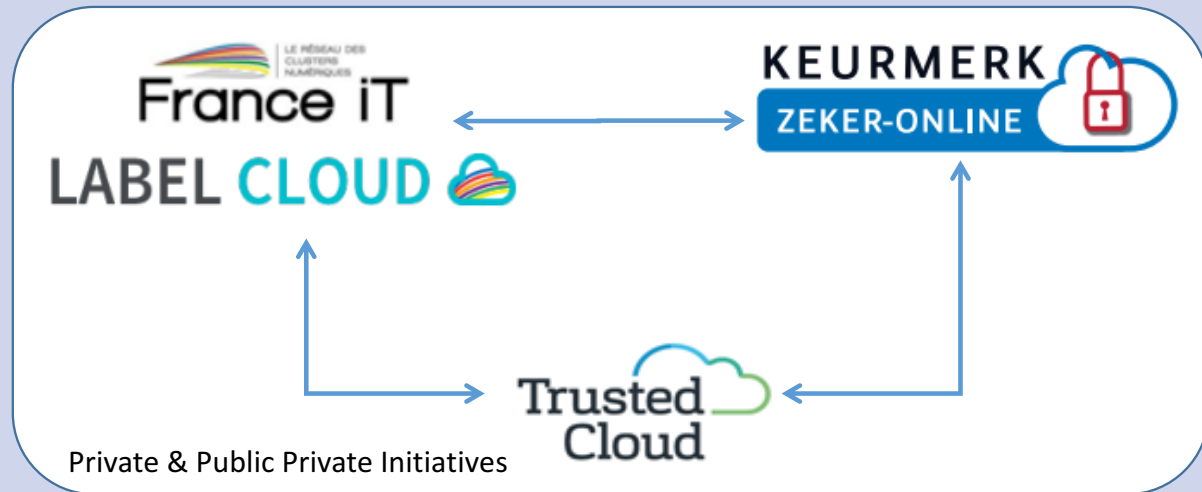 LE RÉSEAU DES
CLUSTERS
NUMÉRIQUES
France iT
LABEL CLOUD
KEURMERK
ZEKER-ONLINE
Trusted
Cloud
Private & Public Private Initiatives